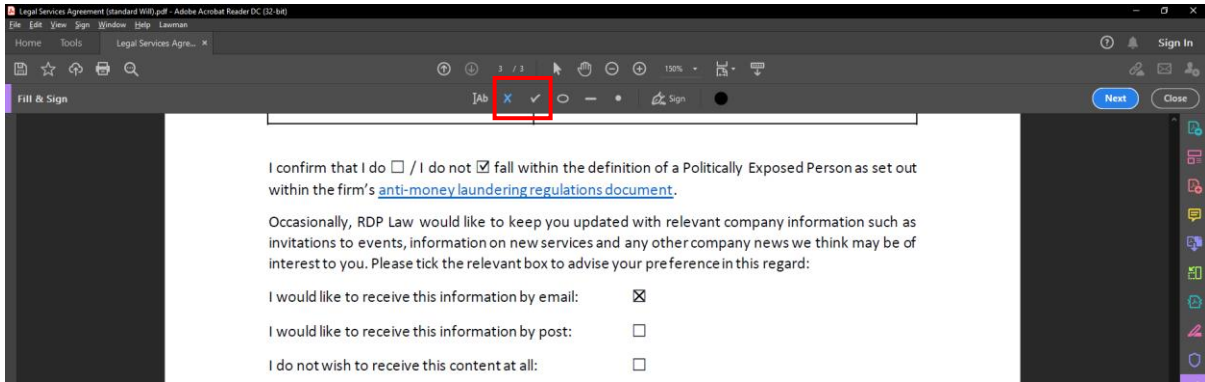 Legal Services Agreement (standard Will).pdf - Adobe Acrobat Reader DC (32-bit)
File Edit View Sign Window Help Lawman
Home Tools Legal Services Agre... × Sign In
3 / 3 150%
Fill & Sign Ab Sign Next Close
I confirm that I do ☐ / I do not ☑ fall within the definition of a Politically Exposed Person as set out
within the firm's anti-money laundering regulations document.
Occasionally, RDP Law would like to keep you updated with relevant company information such as
invitations to events, information on new services and any other company news we think may be of
interest to you. Please tick the relevant box to advise your preference in this regard:
I would like to receive this information by email: ☒
I would like to receive this information by post: ☐
I do not wish to receive this content at all: ☐